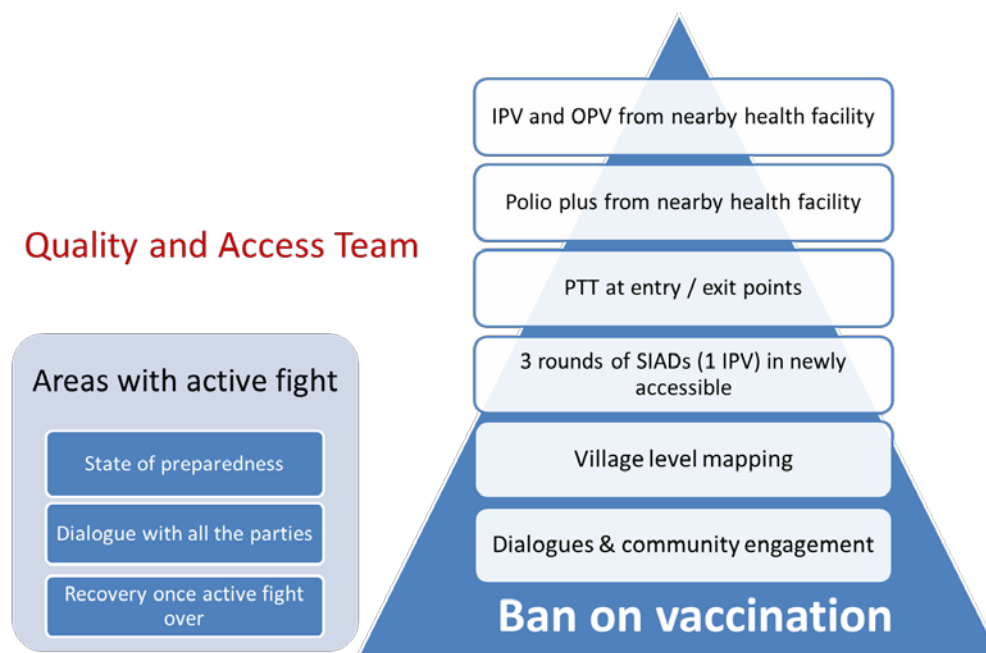 Quality and Access Team
Areas with active fight
State of preparedness
Dialogue with all the parties
Recovery once active fight
over
IPV and OPV from nearby health facility
Polio plus from nearby health facility
PTT at entry / exit points
3 rounds of SIADs (1 IPV) in newly
accessible
Village level mapping
Dialogues & community engagement
Ban on vaccination